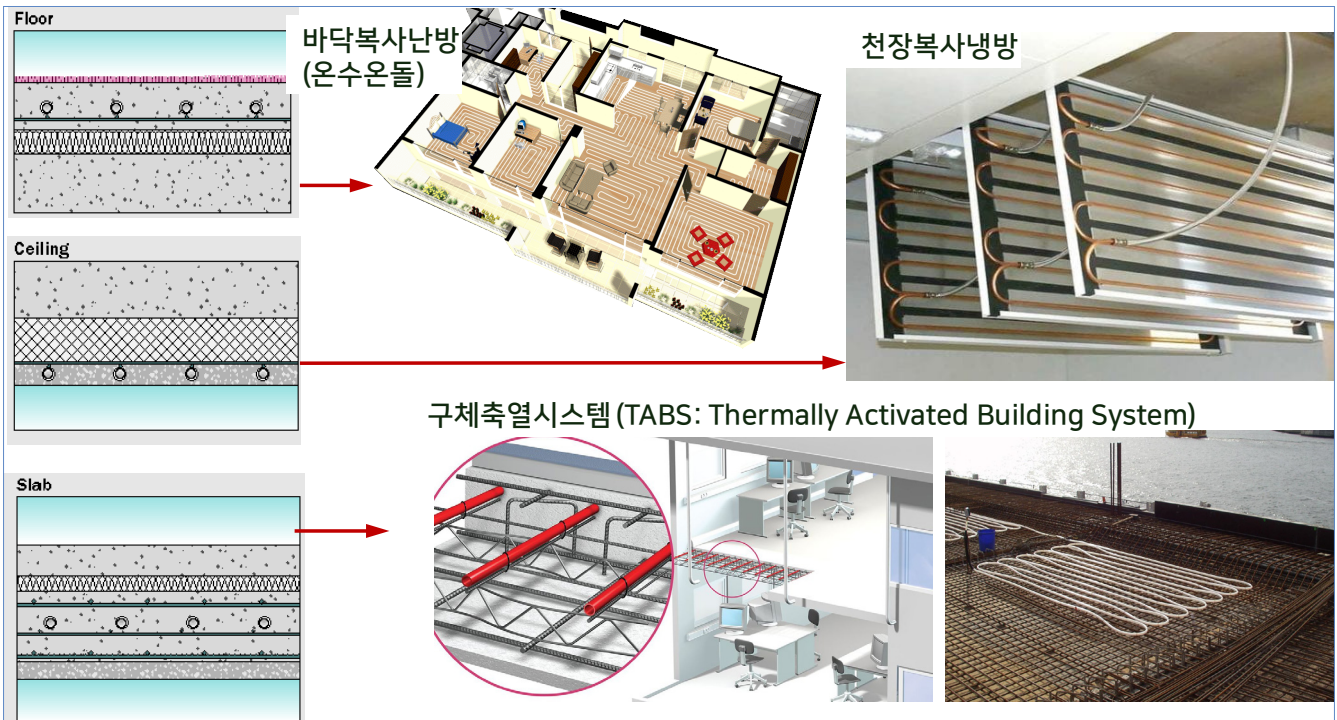 Floor
바닥복사난방
(온수온돌)
천장복사냉방
Ceiling
구체축열시스템(TABS: Thermally Activated Building System)
Slab